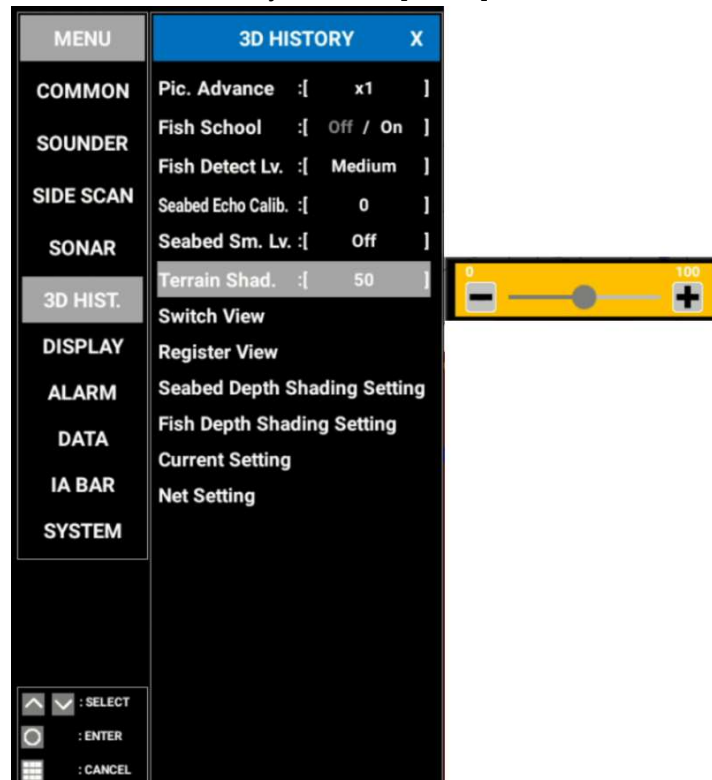 MENU
COMMON
SOUNDER
SIDE SCAN
SONAR
3D HIST.
DISPLAY
ALARM
DATA
IA BAR
SYSTEM
3D HISTORY X
Pic. Advance :[ x1 ]
Fish School :[ Off / On ]
Fish Detect Lv. :[ Medium ]
Seabed Echo Calib. :[ 0 ]
Seabed Sm. Lv. :[ Off ]
Terrain Shad. :[ 50 ]
Switch View
Register View
Seabed Depth Shading Setting
Fish Depth Shading Setting
Current Setting
Net Setting
0 100
: SELECT
: ENTER
: CANCEL